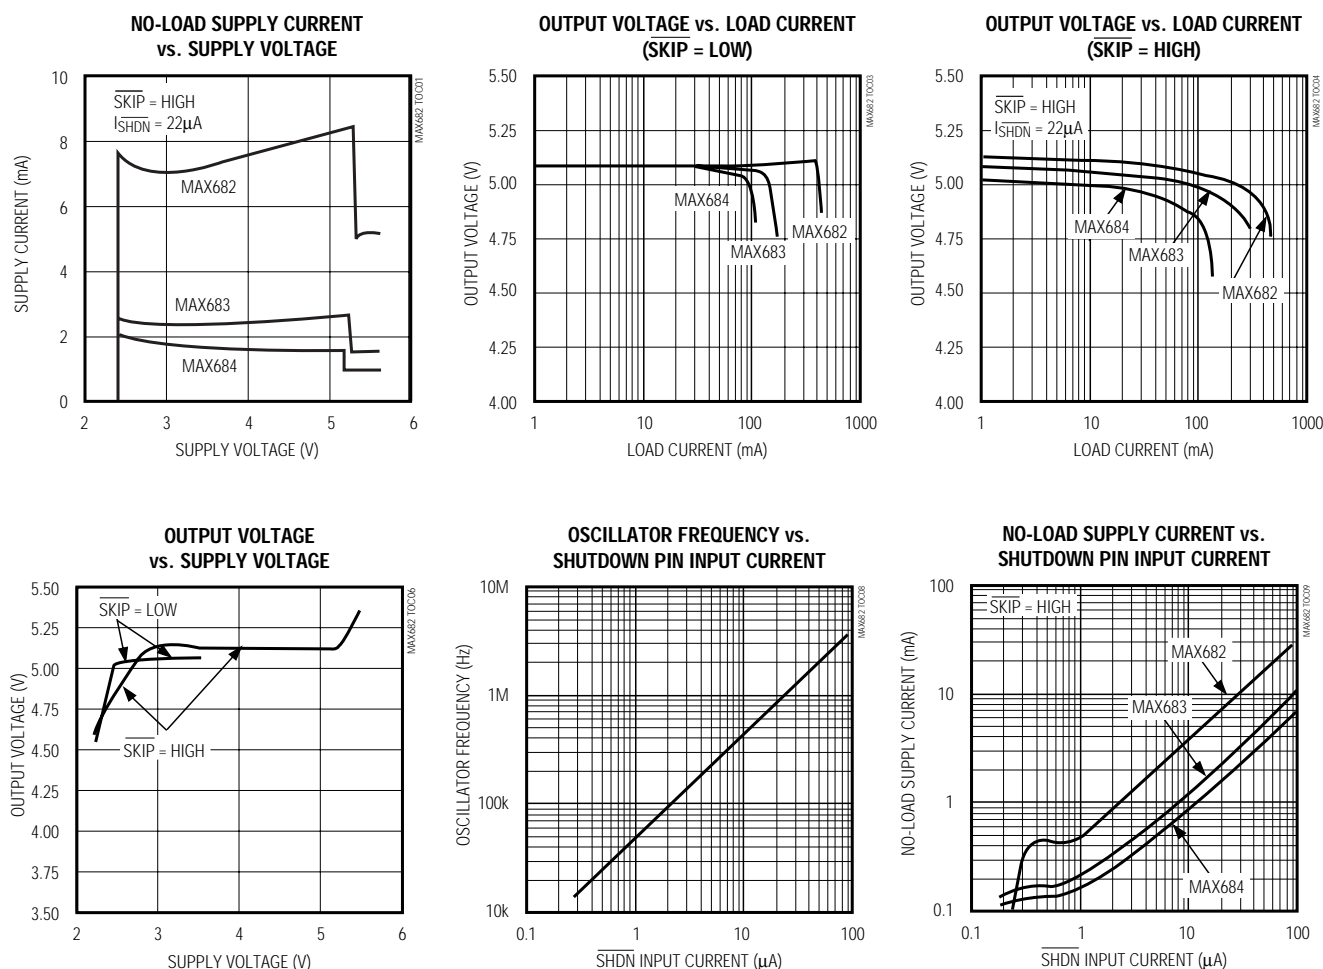 NO-LOAD SUPPLY CURRENT
vs. SUPPLY VOLTAGE
10
8
6
4
2
0
SUPPLY CURRENT (mA)
SKIP = HIGH
ISHDN = 22µA
MAX682
MAX683
MAX684
MAX682 TOC01
2
3
4
5
6
SUPPLY VOLTAGE (V)
OUTPUT VOLTAGE vs. LOAD CURRENT
(SKIP = LOW)
5.50
5.25
5.00
4.75
4.50
4.25
4.00
OUTPUT VOLTAGE (V)
MAX684
MAX682
MAX683
MAX682 TOC03
1
10
100
1000
LOAD CURRENT (mA)
OUTPUT VOLTAGE vs. LOAD CURRENT
(SKIP = HIGH)
5.50
5.25
5.00
4.75
4.50
4.25
4.00
OUTPUT VOLTAGE (V)
SKIP = HIGH
ISHDN = 22µA
MAX684
MAX683
MAX682
MAX682 TOC04
1
10
100
1000
LOAD CURRENT (mA)
OUTPUT VOLTAGE
vs. SUPPLY VOLTAGE
5.50
5.25
5.00
4.75
4.50
4.25
4.00
3.75
3.50
OUTPUT VOLTAGE (V)
SKIP = LOW
SKIP = HIGH
MAX682 TOC06
2
3
4
5
6
SUPPLY VOLTAGE (V)
OSCILLATOR FREQUENCY vs.
SHUTDOWN PIN INPUT CURRENT
10M
1M
100k
10k
OSCILLATOR FREQUENCY (Hz)
MAX682 TOC08
0.1
1
10
100
SHDN INPUT CURRENT (µA)
NO-LOAD SUPPLY CURRENT vs.
SHUTDOWN PIN INPUT CURRENT
100
10
1
0.1
NO-LOAD SUPPLY CURRENT (mA)
SKIP = HIGH
MAX682
MAX683
MAX684
MAX682 TOC09
0.1
1
10
100
SHDN INPUT CURRENT (µA)